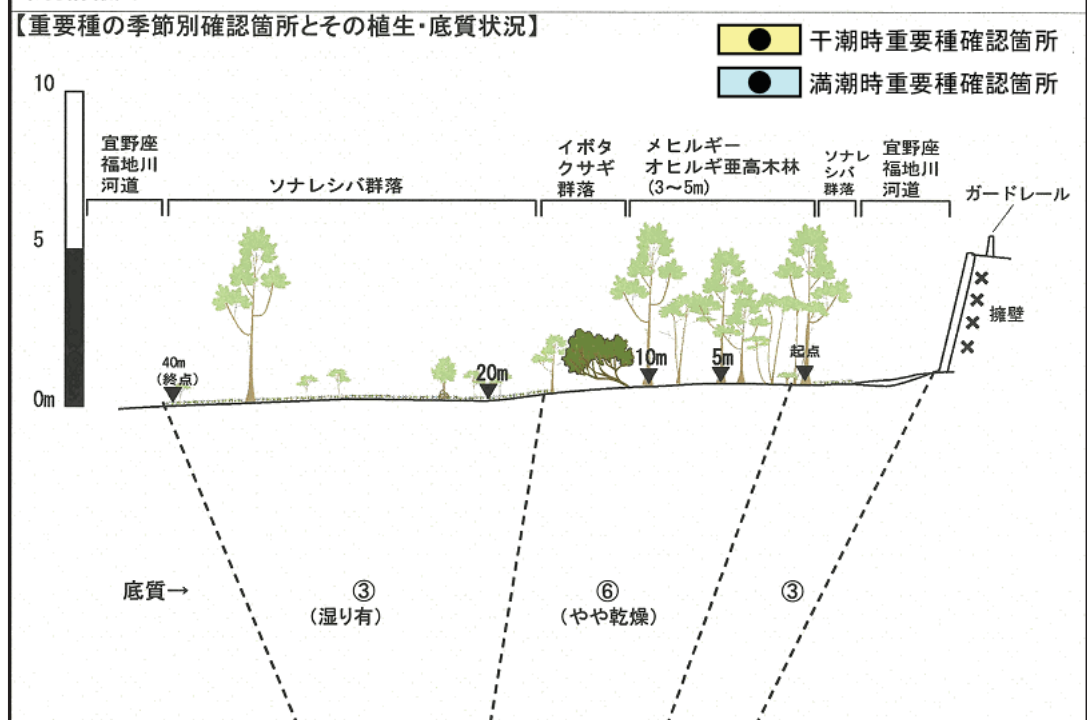 【重要種の季節別確認箇所とその植生・底質状況】
干潮時重要種確認箇所
満潮時重要種確認箇所
10
5
0m
宜野座
福地川
河道
ソナレシバ群落
イボタ
クサギ
群落
メヒルギー
オヒルギ亜高木林
(3～5m)
ソナレ
シバ
群落
宜野座
福地川
河道
ガードレール
擁壁
40m
(終点)
20m
10m
5m
起点
底質→
③
(湿り有)
⑥
(やや乾燥)
③